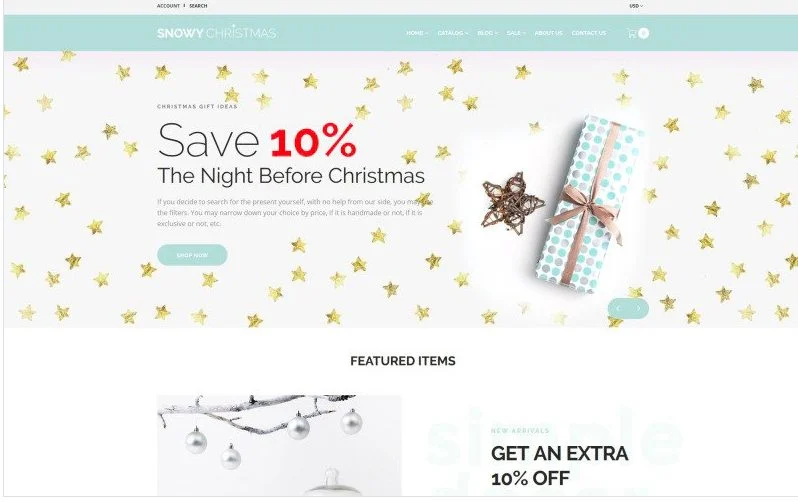 ACCOUNT SEARCH USD
SNOWY CHRISTMAS HOME CATALOG BLOG SALE ABOUT US CONTACT US 0
CHRISTMAS GIFT IDEAS
Save 10%
The Night Before Christmas
If you decide to search for the present yourself, with no help from our side, you may use
the filters. You may narrow down your choice by price, if it is handmade or not, if it is
exclusive or not, etc.
SHOP NOW
FEATURED ITEMS
simple
NEW ARRIVALS
GET AN EXTRA
10% OFF